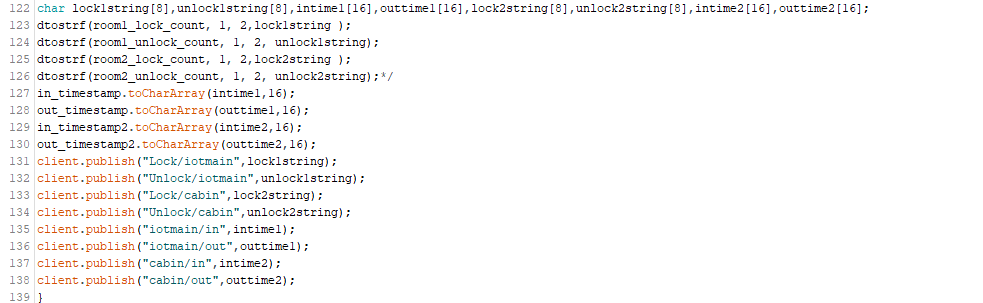 122 char lock1string[8],unlock1string[8],intime1[16],outtime1[16],lock2string[8],unlock2string[8],intime2[16],outtime2[16];
123 dtostrf(room1_lock_count, 1, 2,lock1string );
124 dtostrf(room1_unlock_count, 1, 2, unlock1string);
125 dtostrf(room2_lock_count, 1, 2,lock2string );
126 dtostrf(room2_unlock_count, 1, 2, unlock2string);*/
127 in_timestamp.toCharArray(intime1,16);
128 out_timestamp.toCharArray(outtime1,16);
129 in_timestamp2.toCharArray(intime2,16);
130 out_timestamp2.toCharArray(outtime2,16);
131 client.publish("Lock/iotmain",lock1string);
132 client.publish("Unlock/iotmain",unlock1string);
133 client.publish("Lock/cabin",lock2string);
134 client.publish("Unlock/cabin",unlock2string);
135 client.publish("iotmain/in",intime1);
136 client.publish("iotmain/out",outtime1);
137 client.publish("cabin/in",intime2);
138 client.publish("cabin/out",outtime2);
139 }